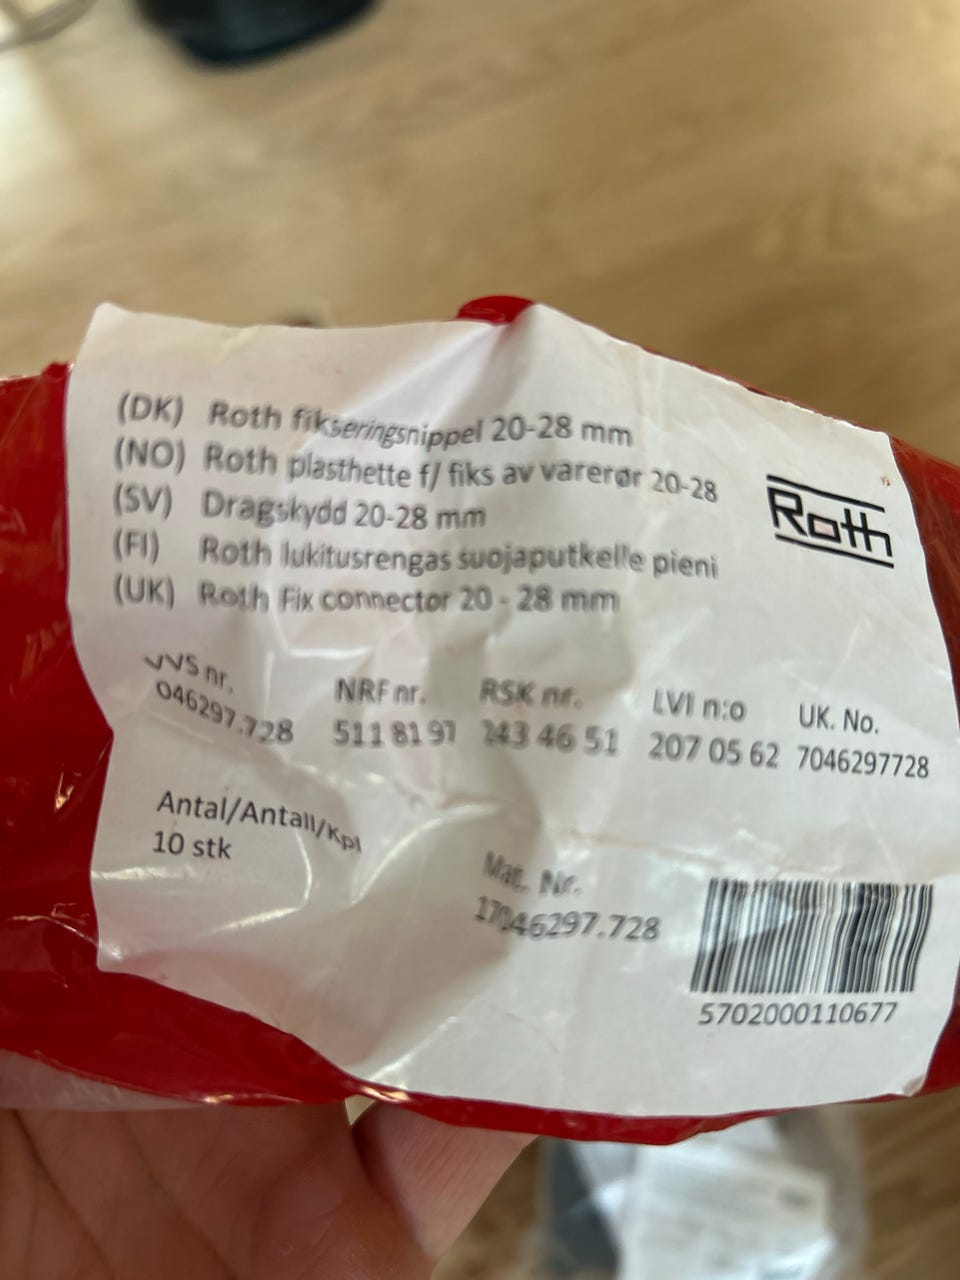 (DK) Roth fikseringsnippel 20-28 mm
(NO) Roth plasthette f/ fiks av varerør 20-28
(SV) Dragskydd 20-28 mm
(FI) Roth lukitusrengas suojaputkelle pieni
(UK) Roth Fix connector 20 - 28 mm
Roth
VVS nr. NRF nr. RSK nr. LVI n:o UK. No.
046297.728 511 81 97 243 46 51 207 05 62 7046297728
Antal/Antall/Kpl
10 stk
Mat. Nr.
17046297.728
5702000110677